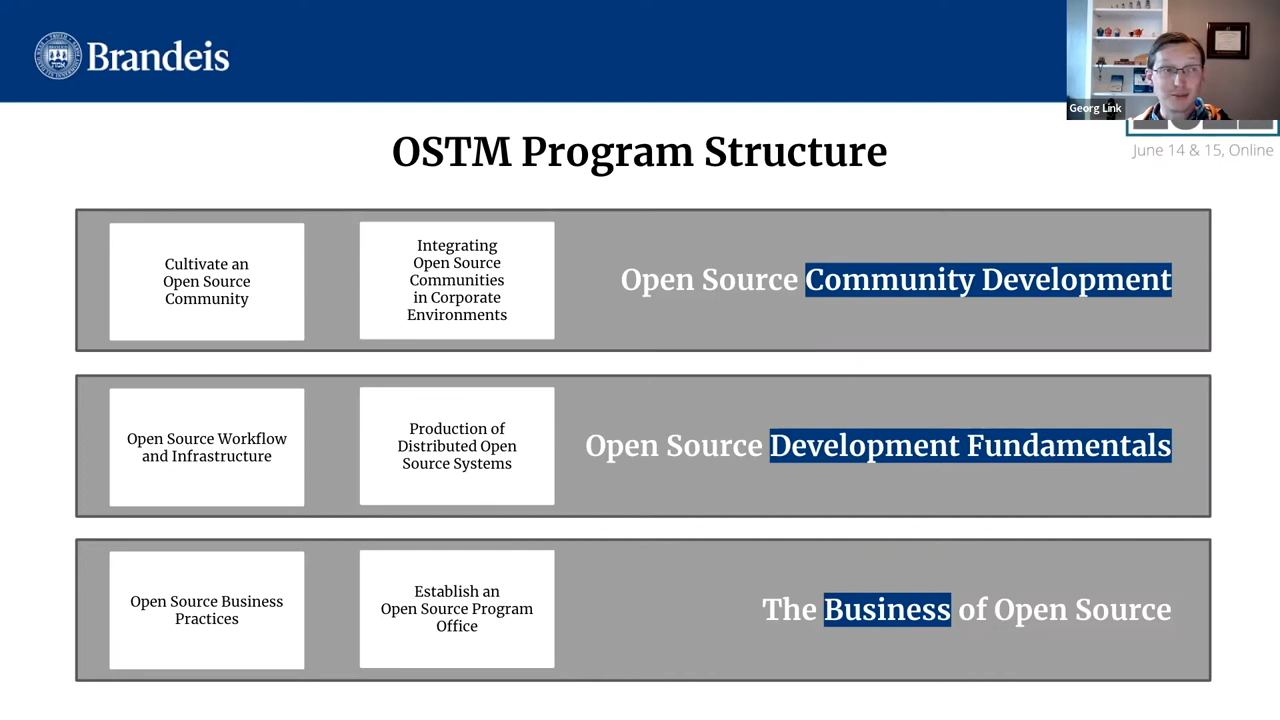 Brandeis
Georg Link
June 14 & 15, Online
OSTM Program Structure
Cultivate an
Open Source
Community
Integrating
Open Source
Communities
in Corporate
Environments
Open Source Community Development
Open Source Workflow
and Infrastructure
Production of
Distributed Open
Source Systems
Open Source Development Fundamentals
Open Source Business
Practices
Establish an
Open Source Program
Office
The Business of Open Source